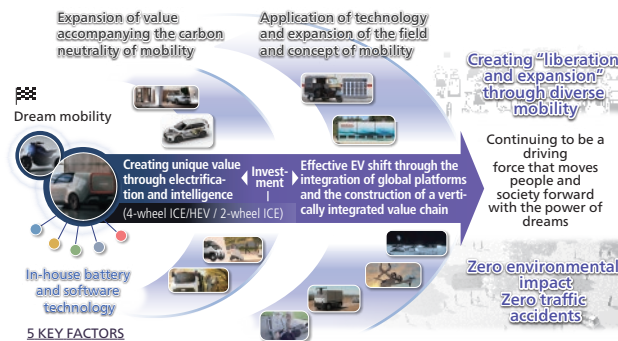 Expansion of value
accompanying the carbon
neutrality of mobility
Application of technology
and expansion of the field
and concept of mobility
Creating “liberation
and expansion”
through diverse
mobility
Dream mobility
Creating unique value
through electrifica-
tion and intelligence
(4-wheel ICE/HEV / 2-wheel ICE)
Invest-
ment
Effective EV shift through the
integration of global platforms
and the construction of a verti-
cally integrated value chain
Continuing to be a
driving
force that moves
people and
society forward
with the power of
dreams
In-house battery
and software
technology
5 KEY FACTORS
Zero environmental
impact
Zero traffic
accidents